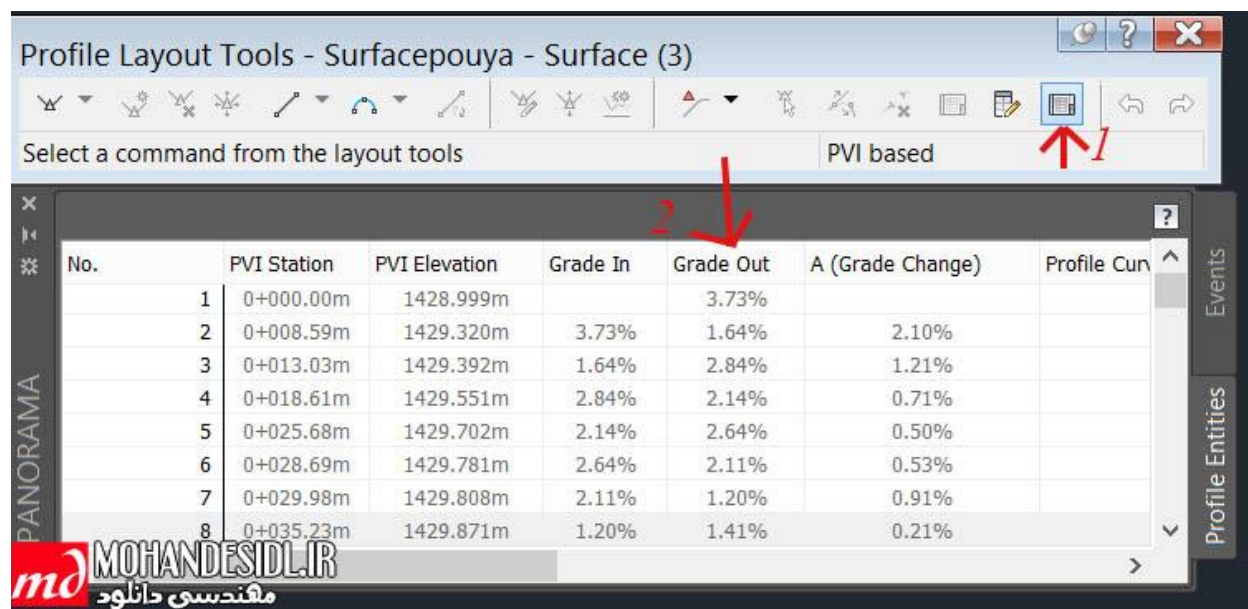 Profile Layout Tools - Surfacepouya - Surface (3)
Select a command from the layout tools PVI based
1
2
No. PVI Station PVI Elevation Grade In Grade Out A (Grade Change) Profile Curv
1 0+000.00m 1428.999m 3.73%
2 0+008.59m 1429.320m 3.73% 1.64% 2.10%
3 0+013.03m 1429.392m 1.64% 2.84% 1.21%
4 0+018.61m 1429.551m 2.84% 2.14% 0.71%
5 0+025.68m 1429.702m 2.14% 2.64% 0.50%
6 0+028.69m 1429.781m 2.64% 2.11% 0.53%
7 0+029.98m 1429.808m 2.11% 1.20% 0.91%
8 0+035.23m 1429.871m 1.20% 1.41% 0.21%
PANORAMA
Events
Profile Entities
md MOHANDESIDL.IR
مهندسی دانلود